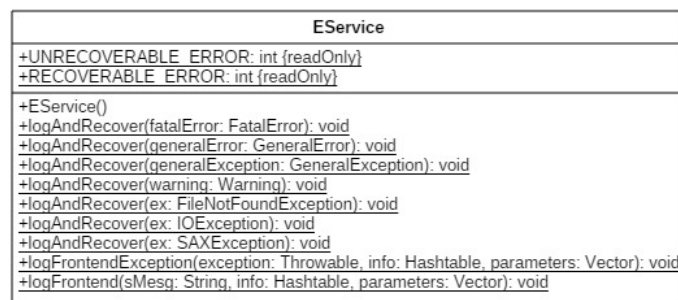 EService
+UNRECOVERABLE_ERROR: int {readOnly}
+RECOVERABLE_ERROR: int {readOnly}
+EService()
+logAndRecover(fatalError: FatalError): void
+logAndRecover(generalError: GeneralError): void
+logAndRecover(generalException: GeneralException): void
+logAndRecover(warning: Warning): void
+logAndRecover(ex: FileNotFoundException): void
+logAndRecover(ex: IOException): void
+logAndRecover(ex: SAXException): void
+logFrontendException(exception: Throwable, info: Hashtable, parameters: Vector): void
+logFrontend(sMesg: String, info: Hashtable, parameters: Vector): void